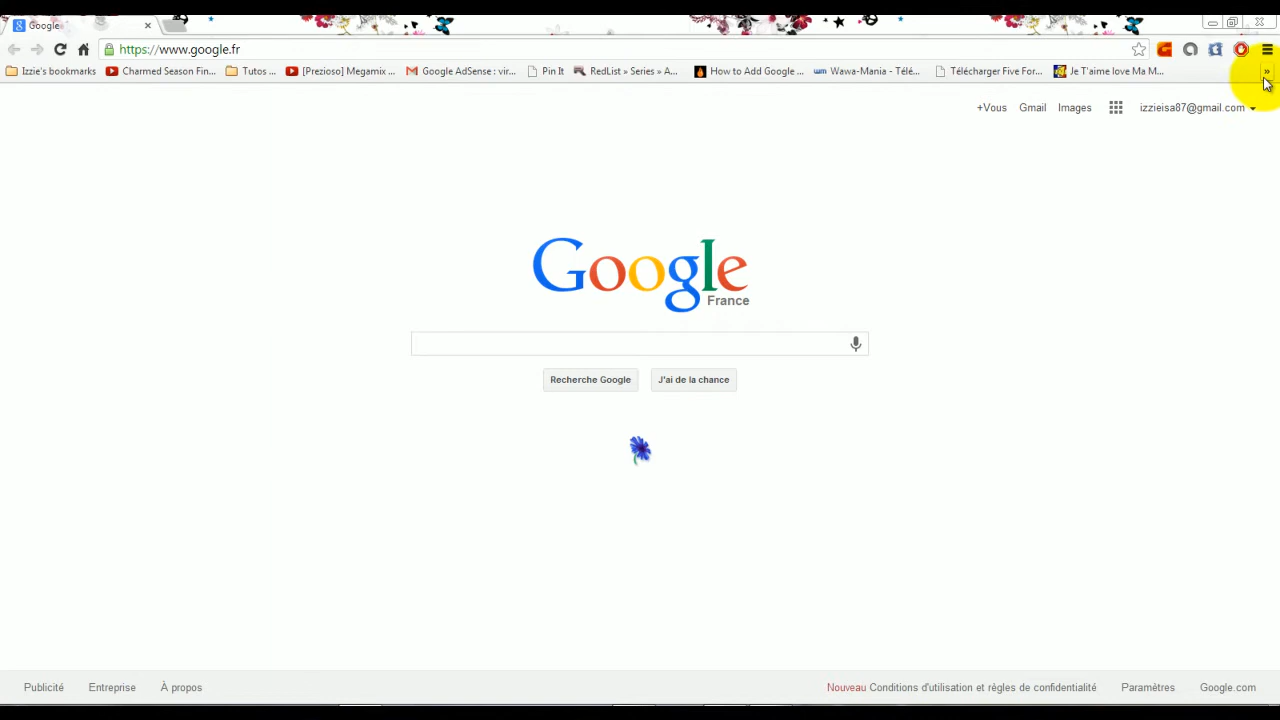 Google
https://www.google.fr
Izzie's bookmarks
Charmed Season Fin...
Tutos ...
[Prezioso] Megamix ...
Google AdSense : vir...
Pin It
RedList » Series » A...
How to Add Google ...
Wawa-Mania - Télé...
Télécharger Five For...
Je T'aime love Ma M...
»
+Vous
Gmail
Images
izzieisa87@gmail.com
Google
France
Recherche Google
J'ai de la chance
Publicité
Entreprise
À propos
Nouveau Conditions d'utilisation et règles de confidentialité
Paramètres
Google.com